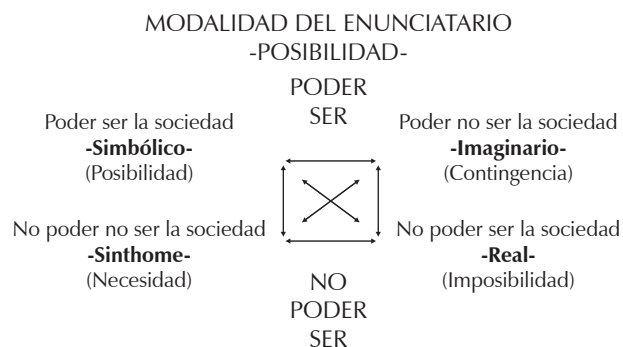 MODALIDAD DEL ENUNCIATARIO
-POSIBILIDAD-
PODER
SER
Poder ser la sociedad
-Simbólico-
(Posibilidad)
Poder no ser la sociedad
-Imaginario-
(Contingencia)
No poder no ser la sociedad
-Sinthome-
(Necesidad)
No poder ser la sociedad
-Real-
(Imposibilidad)
NO
PODER
SER